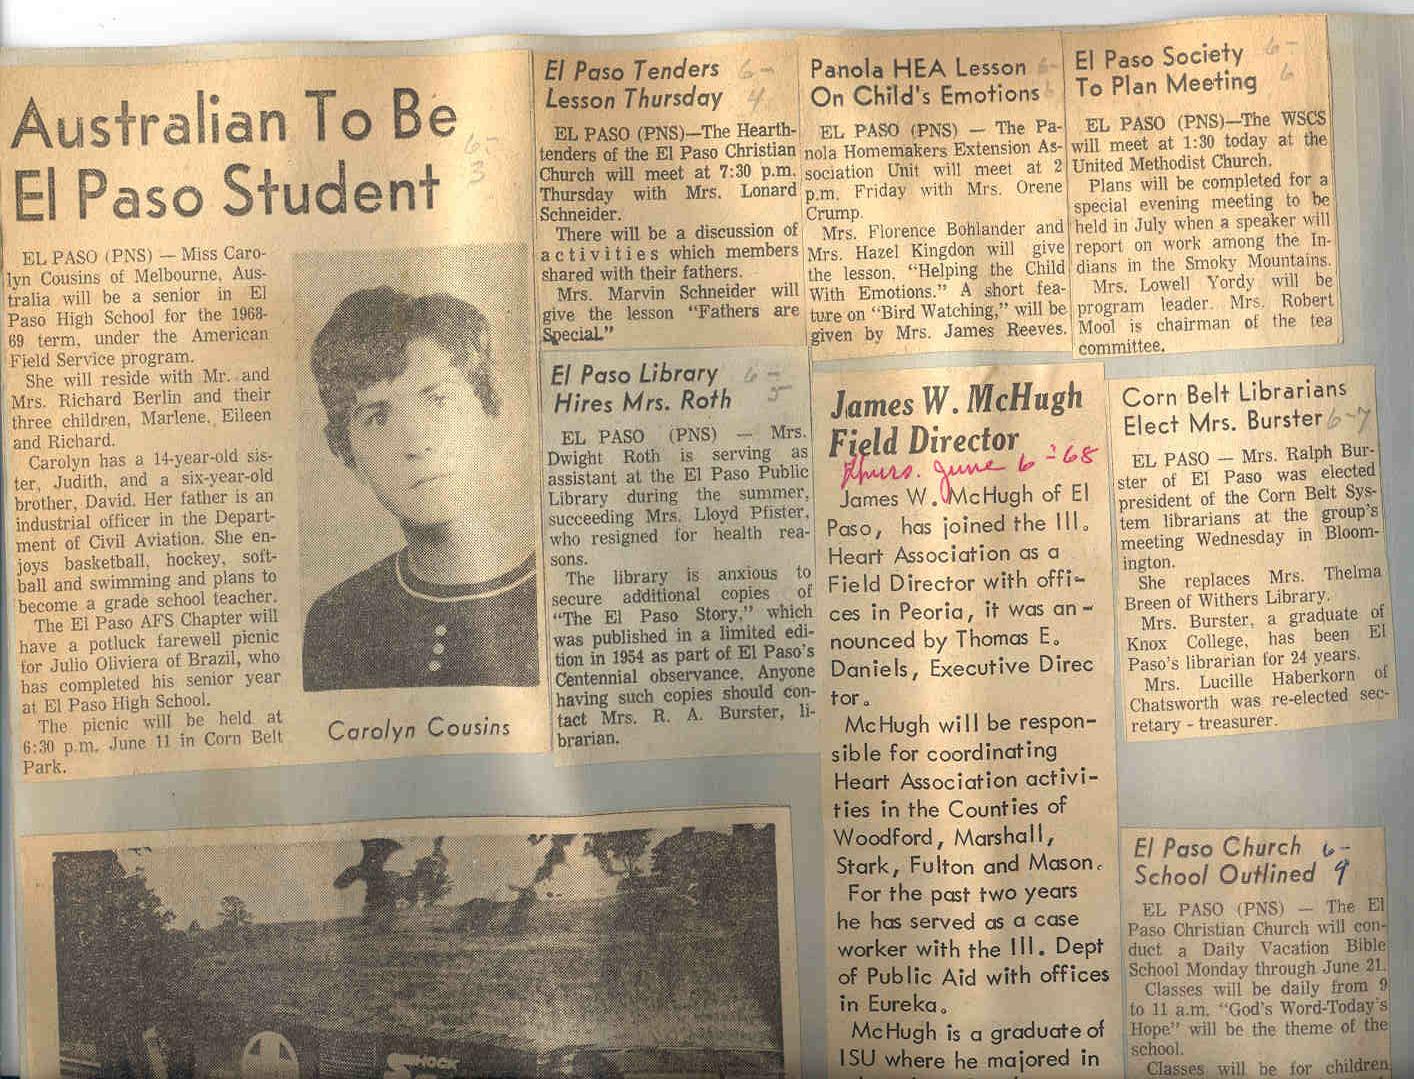 Australian To Be
El Paso Student
6-
3
EL PASO (PNS) — Miss Caro-
lyn Cousins of Melbourne, Aus-
tralia will be a senior in El
Paso High School for the 1968-
69 term, under the American
Field Service program.
She will reside with Mr. and
Mrs. Richard Berlin and their
three children, Marlene, Eileen
and Richard.
Carolyn has a 14-year-old sis-
ter, Judith, and a six-year-old
brother, David. Her father is an
industrial officer in the Depart-
ment of Civil Aviation. She en-
joys basketball, hockey, soft-
ball and swimming and plans to
become a grade school teacher.
The El Paso AFS Chapter will
have a potluck farewell picnic
for Julio Oliviera of Brazil, who
has completed his senior year
at El Paso High School.
The picnic will be held at
6:30 p.m. June 11 in Corn Belt
Park.
Carolyn Cousins
El Paso Tenders 6-
Lesson Thursday 4
EL PASO (PNS)—The Hearth-
tenders of the El Paso Christian
Church will meet at 7:30 p.m.
Thursday with Mrs. Lonard
Schneider.
There will be a discussion of
activities which members
shared with their fathers.
Mrs. Marvin Schneider will
give the lesson "Fathers are
Special."
El Paso Library 6-
Hires Mrs. Roth 5
EL PASO (PNS) — Mrs.
Dwight Roth is serving as
assistant at the El Paso Public
Library during the summer,
succeeding Mrs. Lloyd Pfister,
who resigned for health rea-
sons.
The library is anxious to
secure additional copies of
"The El Paso Story," which
was published in a limited edi-
tion in 1954 as part of El Paso's
Centennial observance. Anyone
having such copies should con-
tact Mrs. R. A. Burster, li-
brarian.
Panola HEA Lesson 6-
On Child's Emotions 6
EL PASO (PNS) — The Pa-
nola Homemakers Extension As-
sociation Unit will meet at 2
p.m. Friday with Mrs. Orene
Crump.
Mrs. Florence Bohlander and
Mrs. Hazel Kingdon will give
the lesson, "Helping the Child
With Emotions." A short fea-
ture on "Bird Watching," will be
given by Mrs. James Reeves.
El Paso Society 6-
To Plan Meeting 6
EL PASO (PNS)—The WSCS
will meet at 1:30 today at the
United Methodist Church.
Plans will be completed for a
special evening meeting to be
held in July when a speaker will
report on work among the In-
dians in the Smoky Mountains.
Mrs. Lowell Yordy will be
program leader. Mrs. Robert
Mool is chairman of the tea
committee.
James W. McHugh
Field Director
Thurs. June 6 - 68
James W. McHugh of El
Paso, has joined the Ill.
Heart Association as a
Field Director with offi-
ces in Peoria, it was an-
nounced by Thomas E.
Daniels, Executive Direc
tor.
McHugh will be respon-
sible for coordinating
Heart Association activi-
ties in the Counties of
Woodford, Marshall,
Stark, Fulton and Mason.
For the past two years
he has served as a case
worker with the Ill. Dept
of Public Aid with offices
in Eureka.
McHugh is a graduate of
ISU where he majored in
Corn Belt Librarians
Elect Mrs. Burster 6-7
EL PASO — Mrs. Ralph Bur-
ster of El Paso was elected
president of the Corn Belt Sys-
tem librarians at the group's
meeting Wednesday in Bloom-
ington.
She replaces Mrs. Thelma
Breen of Withers Library.
Mrs. Burster, a graduate of
Knox College, has been El
Paso's librarian for 24 years.
Mrs. Lucille Haberkorn of
Chatsworth was re-elected sec-
retary - treasurer.
El Paso Church 6-
School Outlined 9
EL PASO (PNS) — The El
Paso Christian Church will con-
duct a Daily Vacation Bible
School Monday through June 21.
Classes will be daily from 9
to 11 a.m. "God's Word-Today's
Hope" will be the theme of the
school.
Classes will be for children
SHOCK